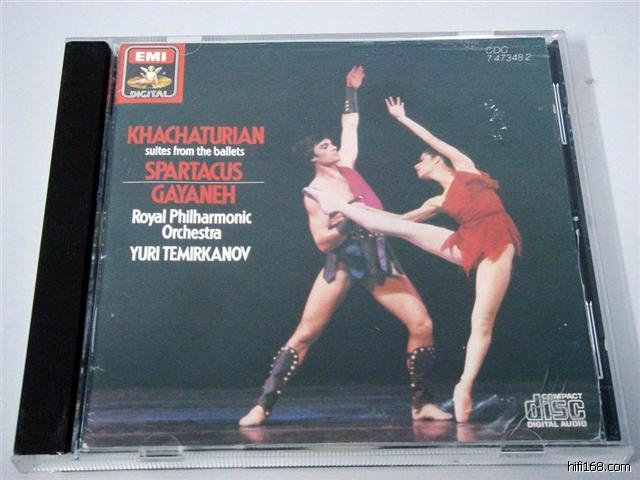 EMI
DIGITAL
CDC
7 47348 2
KHACHATURIAN
suites from the ballets
SPARTACUS
GAYANEH
Royal Philharmonic
Orchestra
YURI TEMIRKANOV
COMPACT
disc
DIGITAL AUDIO
hifi168.com